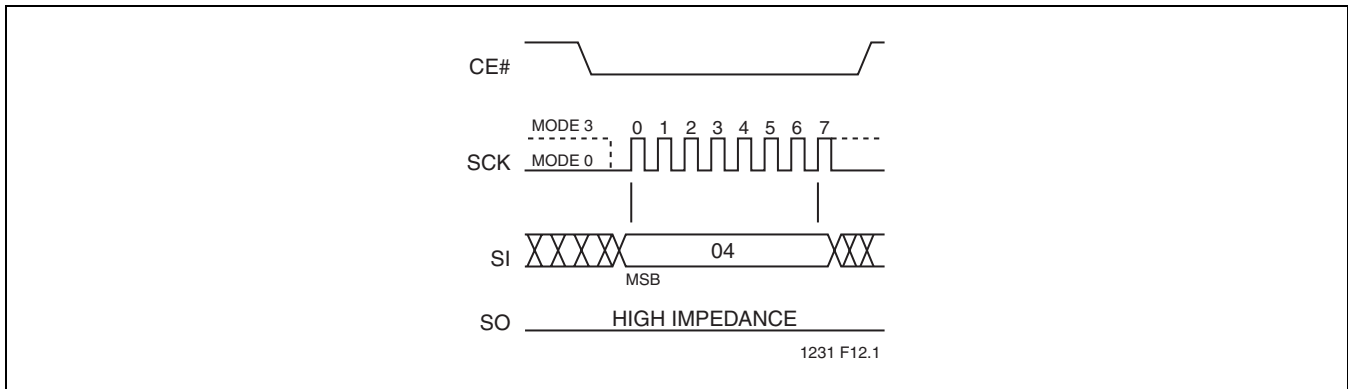 CE#
MODE 3
0 1 2 3 4 5 6 7
SCK
MODE 0
SI
04
MSB
SO
HIGH IMPEDANCE
1231 F12.1